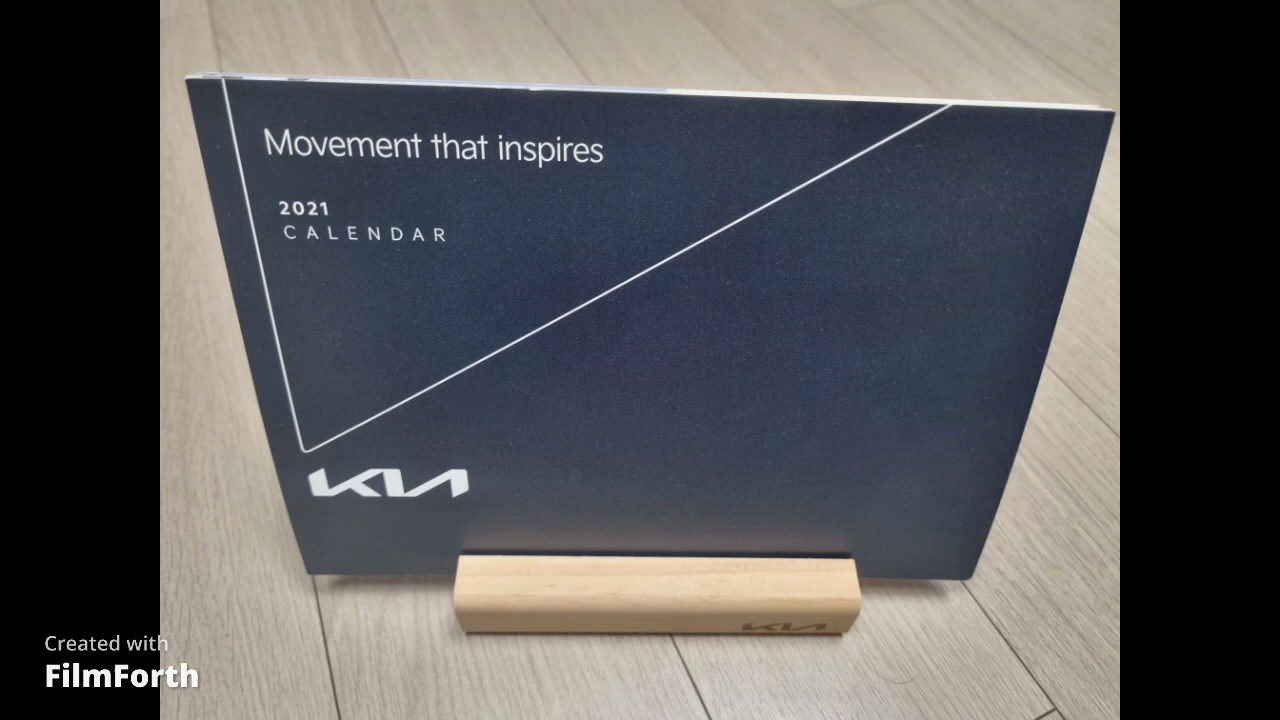 Movement that inspires
2021
CALENDAR
KIA
KIA
Created with
FilmForth